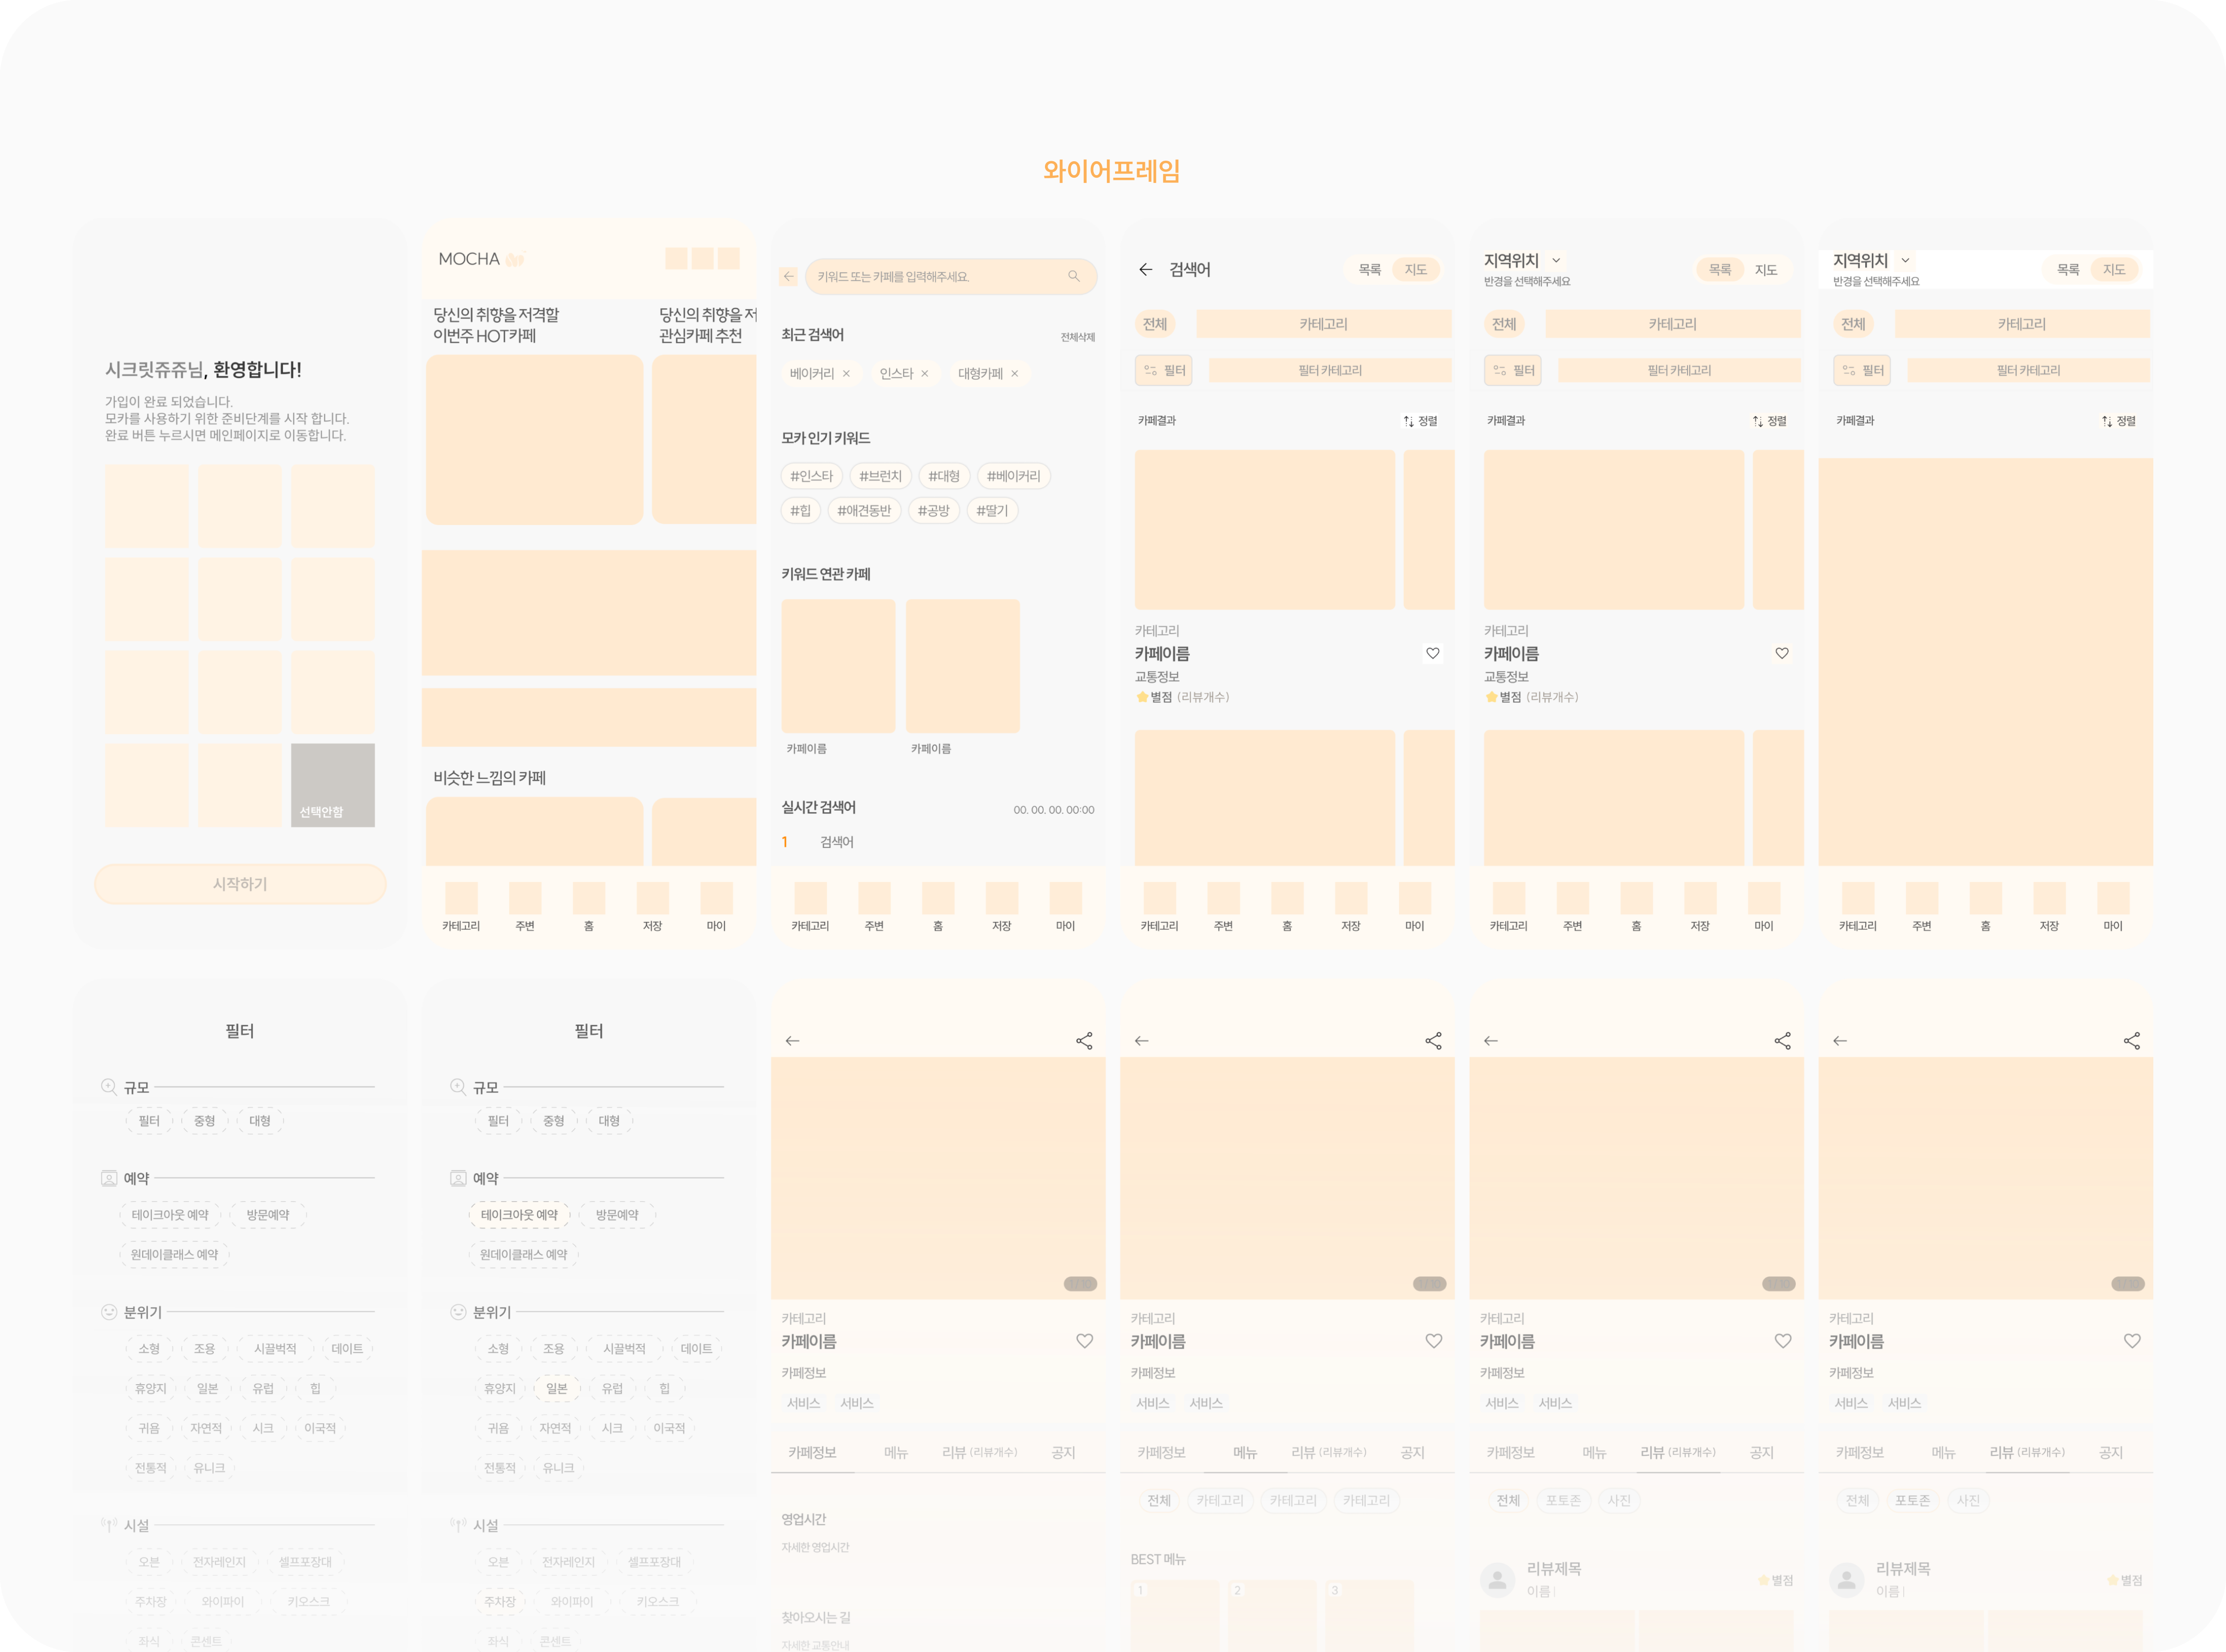 와이어프레임
시크릿쥬쥬님, 환영합니다!
가입이 완료 되었습니다.
모카를 사용하기 위한 준비단계를 시작 합니다.
완료 버튼 누르시면 메인페이지로 이동합니다.
선택안함
시작하기
MOCHA
당신의 취향을 저격할
이번주 HOT카페
당신의 취향을 저
관심카페 추천
비슷한 느낌의 카페
카테고리 주변 홈 저장 마이
키워드 또는 카페를 입력해주세요.
최근 검색어 전체삭제
베이커리 인스타 대형카페
모카 인기 키워드
#인스타 #브런치 #대형 #베이커리
#힙 #애견동반 #공방 #딸기
키워드 연관 카페
카페이름 카페이름
실시간 검색어 00. 00. 00. 00:00
1 검색어
카테고리 주변 홈 저장 마이
검색어 목록 지도
전체 카테고리
필터 필터 카테고리
카페결과 정렬
카테고리
카페이름
교통정보
별점 (리뷰개수)
카테고리 주변 홈 저장 마이
지역위치 목록 지도
반경을 선택해주세요
전체 카테고리
필터 필터 카테고리
카페결과 정렬
카테고리
카페이름
교통정보
별점 (리뷰개수)
카테고리 주변 홈 저장 마이
지역위치 목록 지도
반경을 선택해주세요
전체 카테고리
필터 필터 카테고리
카페결과 정렬
카테고리 주변 홈 저장 마이
필터
규모
필터 중형 대형
예약
테이크아웃 예약 방문예약
원데이클래스 예약
분위기
소형 조용 시끌벅적 데이트
휴양지 일본 유럽 힙
귀욤 자연적 시크 이국적
전통적 유니크
시설
오븐 전자레인지 셀프포장대
주차장 와이파이 키오스크
좌식 콘센트
필터
규모
필터 중형 대형
예약
테이크아웃 예약 방문예약
원데이클래스 예약
분위기
소형 조용 시끌벅적 데이트
휴양지 일본 유럽 힙
귀욤 자연적 시크 이국적
전통적 유니크
시설
오븐 전자레인지 셀프포장대
주차장 와이파이 키오스크
좌식 콘센트
카테고리
카페이름
카페정보
서비스 서비스
카페정보 메뉴 리뷰 (리뷰개수) 공지
영업시간
자세한 영업시간
찾아오시는 길
자세한 교통안내
카테고리
카페이름
카페정보
서비스 서비스
카페정보 메뉴 리뷰 (리뷰개수) 공지
전체 카테고리 카테고리 카테고리
BEST 메뉴
1 2 3
카테고리
카페이름
카페정보
서비스 서비스
카페정보 메뉴 리뷰 (리뷰개수) 공지
전체 포토존 사진
리뷰제목
이름 |
별점
카테고리
카페이름
카페정보
서비스 서비스
카페정보 메뉴 리뷰 (리뷰개수) 공지
전체 포토존 사진
리뷰제목
이름 |
별점